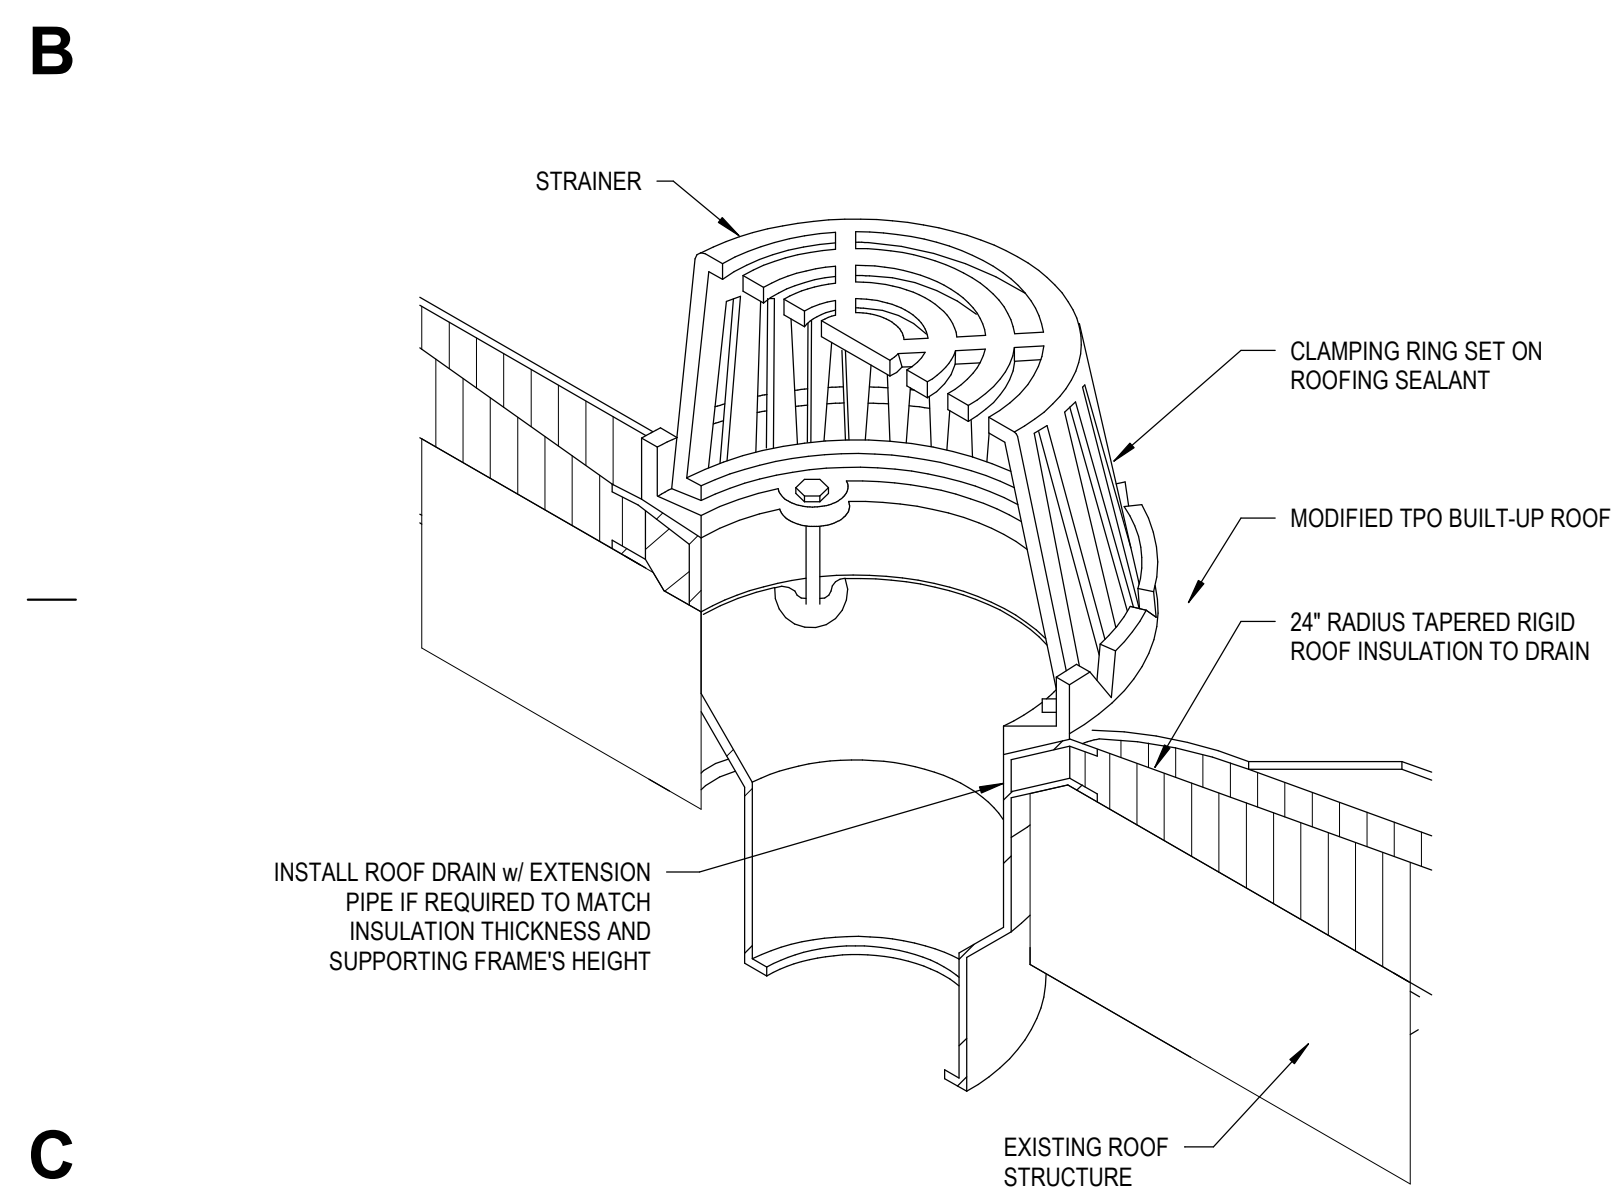 B
STRAINER
CLAMPING RING SET ON
ROOFING SEALANT
MODIFIED TPO BUILT-UP ROOF
24" RADIUS TAPERED RIGID
ROOF INSULATION TO DRAIN
INSTALL ROOF DRAIN w/ EXTENSION
PIPE IF REQUIRED TO MATCH
INSULATION THICKNESS AND
SUPPORTING FRAME'S HEIGHT
EXISTING ROOF
STRUCTURE
C